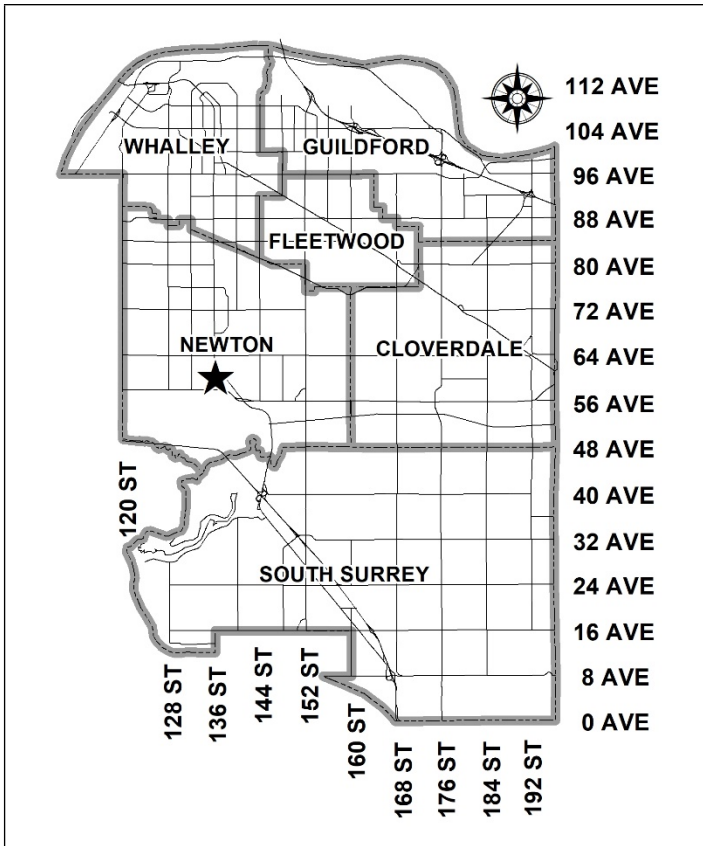 112 AVE
104 AVE
WHALLEY
GUILDFORD
96 AVE
88 AVE
FLEETWOOD
80 AVE
72 AVE
NEWTON
CLOVERDALE
64 AVE
56 AVE
48 AVE
120 ST
40 AVE
32 AVE
SOUTH SURREY
24 AVE
16 AVE
8 AVE
0 AVE
128 ST
136 ST
144 ST
152 ST
160 ST
168 ST
176 ST
184 ST
192 ST